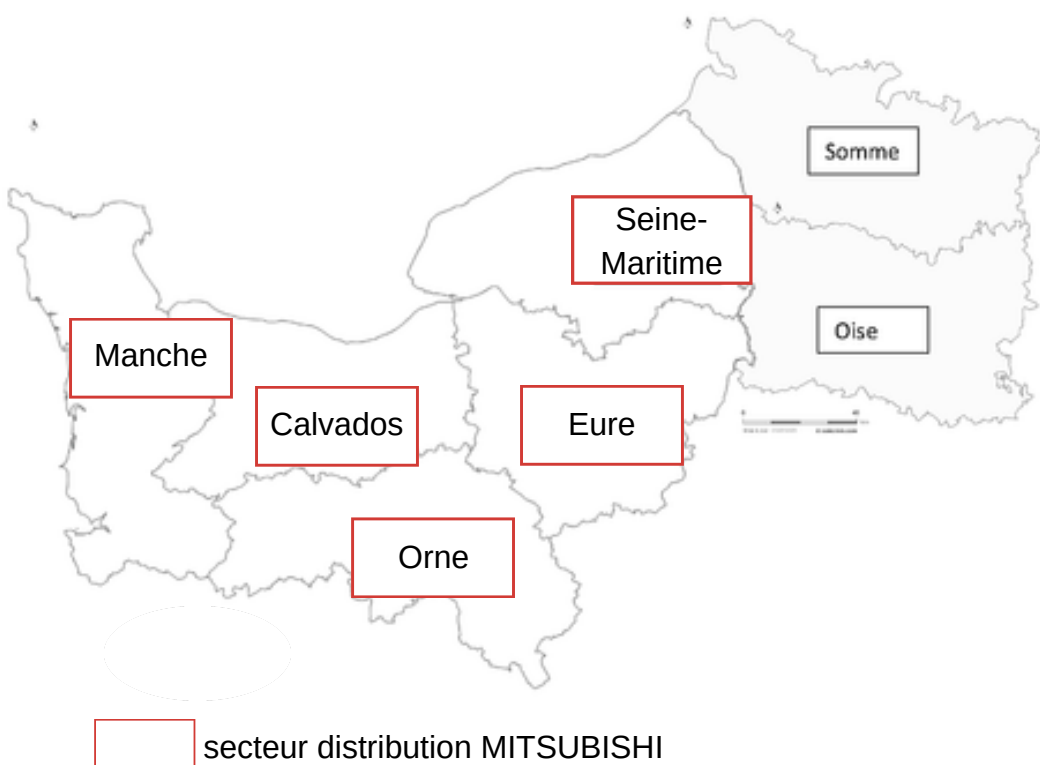 Somme
Seine-
Maritime
Oise
Manche
Calvados
Eure
Orne
secteur distribution MITSUBISHI